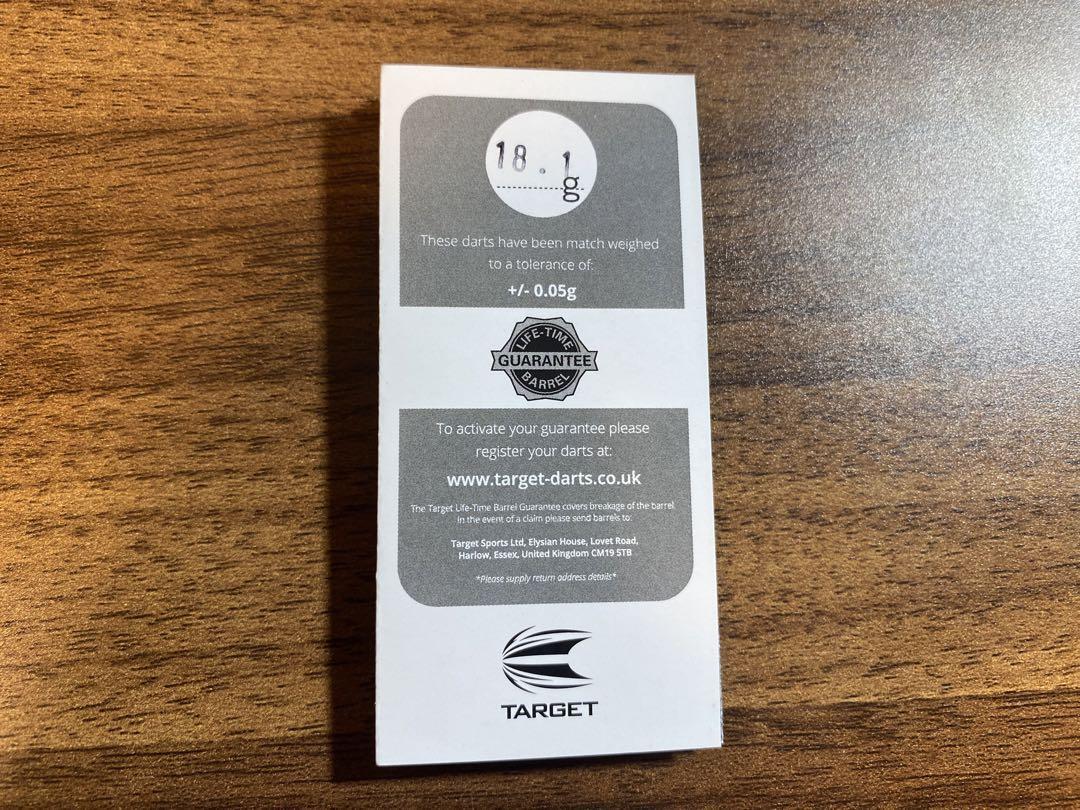 18.1
g
These darts have been match weighed
to a tolerance of:
+/- 0.05g
LIFE-TIME
GUARANTEE
BARREL
To activate your guarantee please
register your darts at:
www.target-darts.co.uk
The Target Life-Time Barrel Guarantee covers breakage of the barrel
In the event of a claim please send barrels to:
Target Sports Ltd, Elysian House, Lovet Road,
Harlow, Essex, United Kingdom CM19 5TB
*Please supply return address details*
TARGET